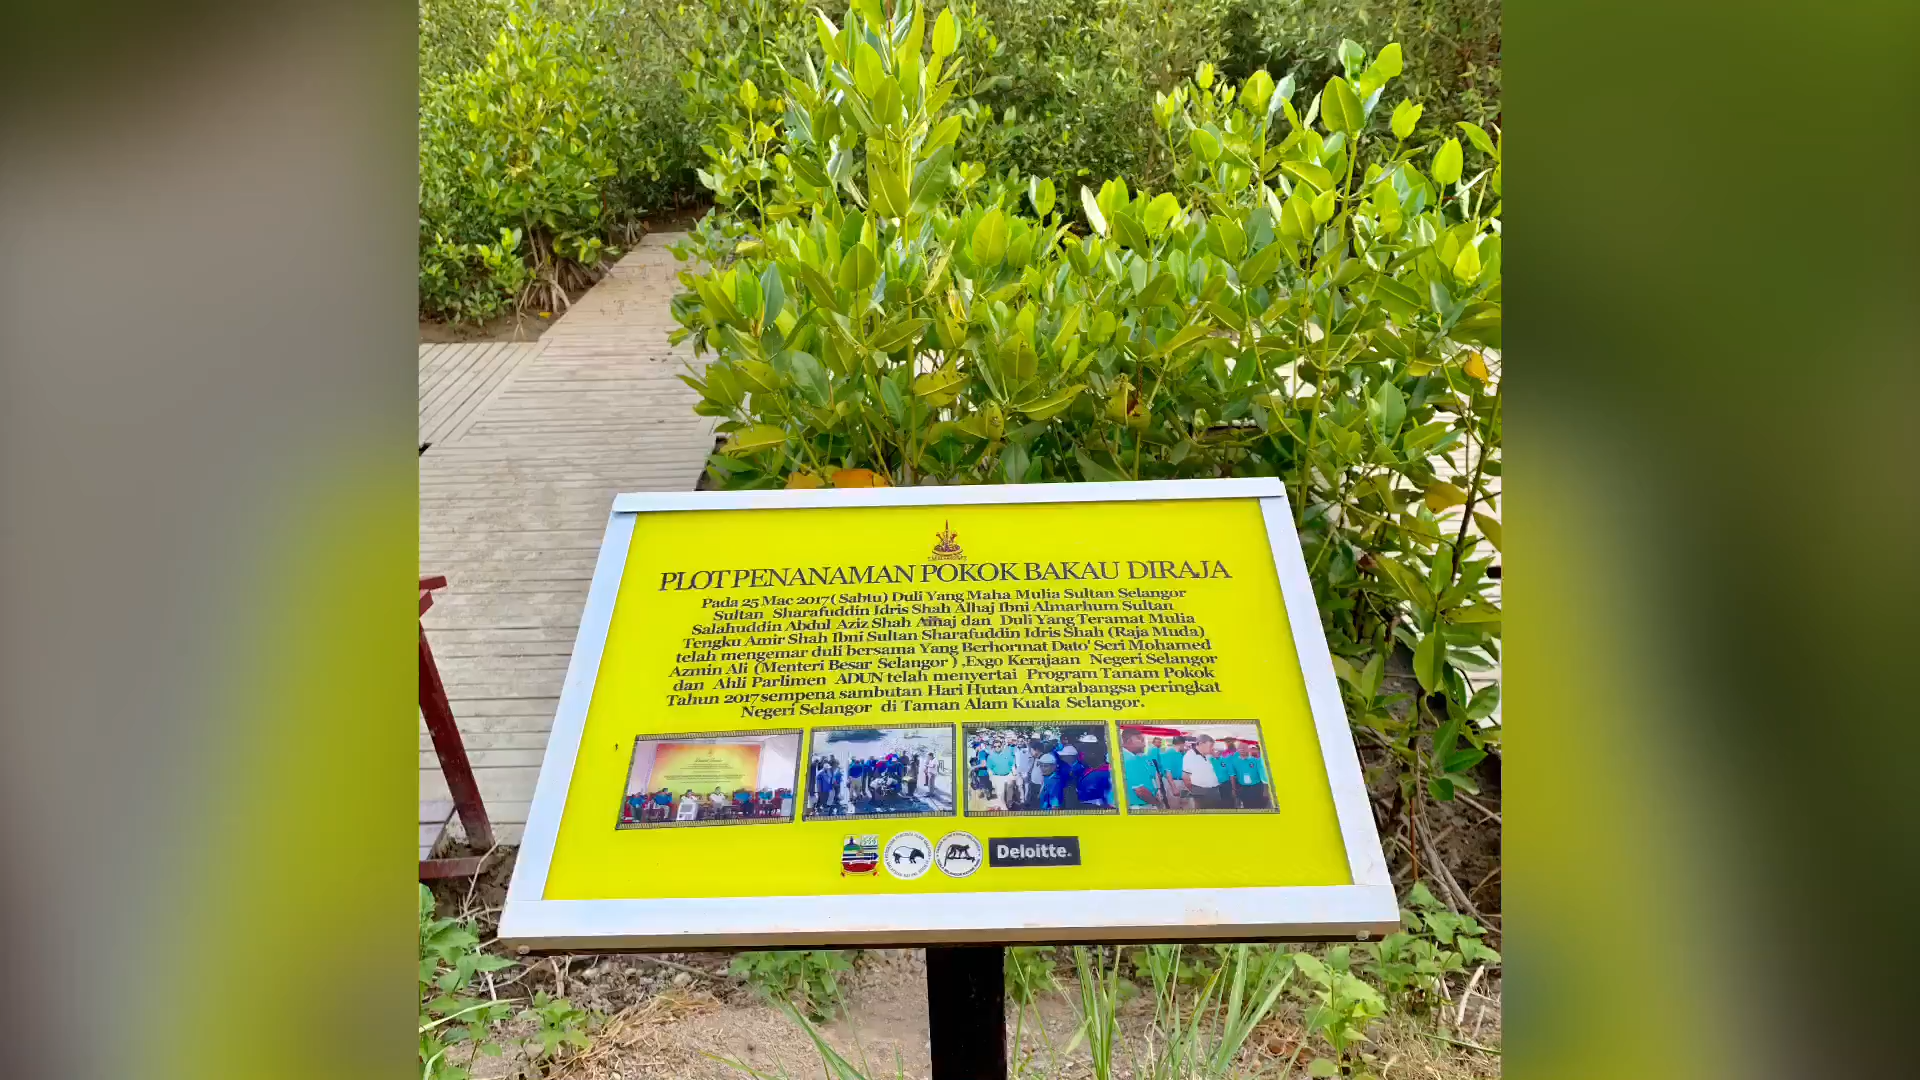 PLOT PENANAMAN POKOK BAKAU DIRAJA
Pada 25 Mac 2017 ( Sabtu) Duli Yang Maha Mulia Sultan Selangor
Sultan Sharafuddin Idris Shah Alhaj Ibni Almarhum Sultan
Salahuddin Abdul Aziz Shah Alhaj dan Duli Yang Teramat Mulia
Tengku Amir Shah Ibni Sultan Sharafuddin Idris Shah (Raja Muda)
telah mengemar duli bersama Yang Berhormat Dato' Seri Mohamed
Azmin Ali (Menteri Besar Selangor ) ,Exgo Kerajaan Negeri Selangor
dan Ahli Parlimen ADUN telah menyertai Program Tanam Pokok
Tahun 2017 sempena sambutan Hari Hutan Antarabangsa peringkat
Negeri Selangor di Taman Alam Kuala Selangor.
Deloitte.